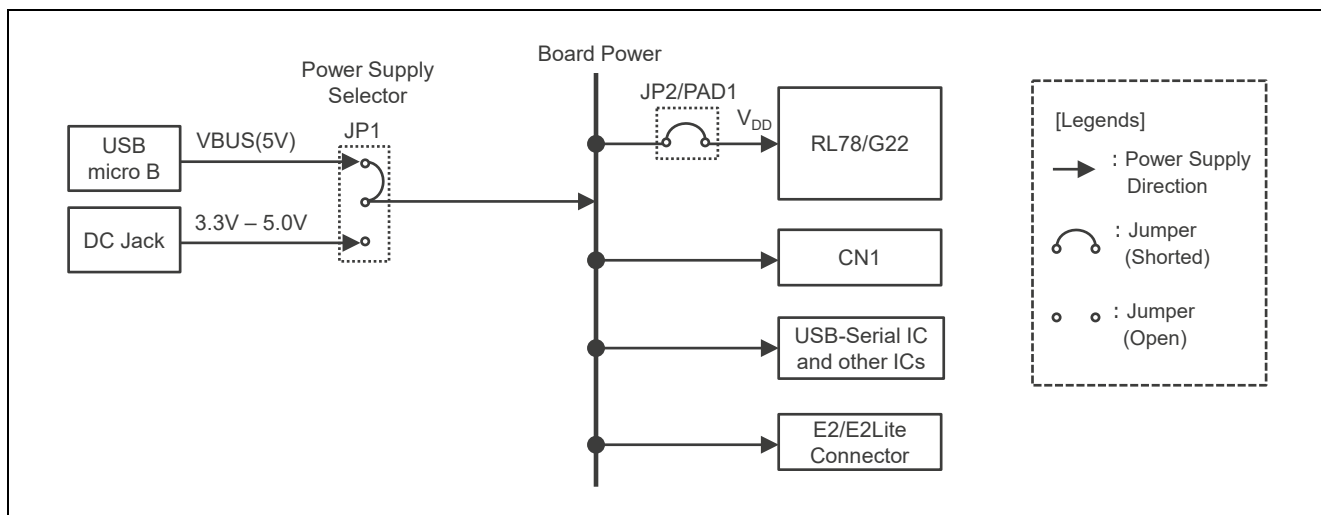 Board Power
Power Supply
Selector
JP1
JP2/PAD1
VDD
USB
micro B
VBUS(5V)
DC Jack
3.3V – 5.0V
RL78/G22
CN1
USB-Serial IC
and other ICs
E2/E2Lite
Connector
[Legends]
: Power Supply
Direction
: Jumper
(Shorted)
: Jumper
(Open)